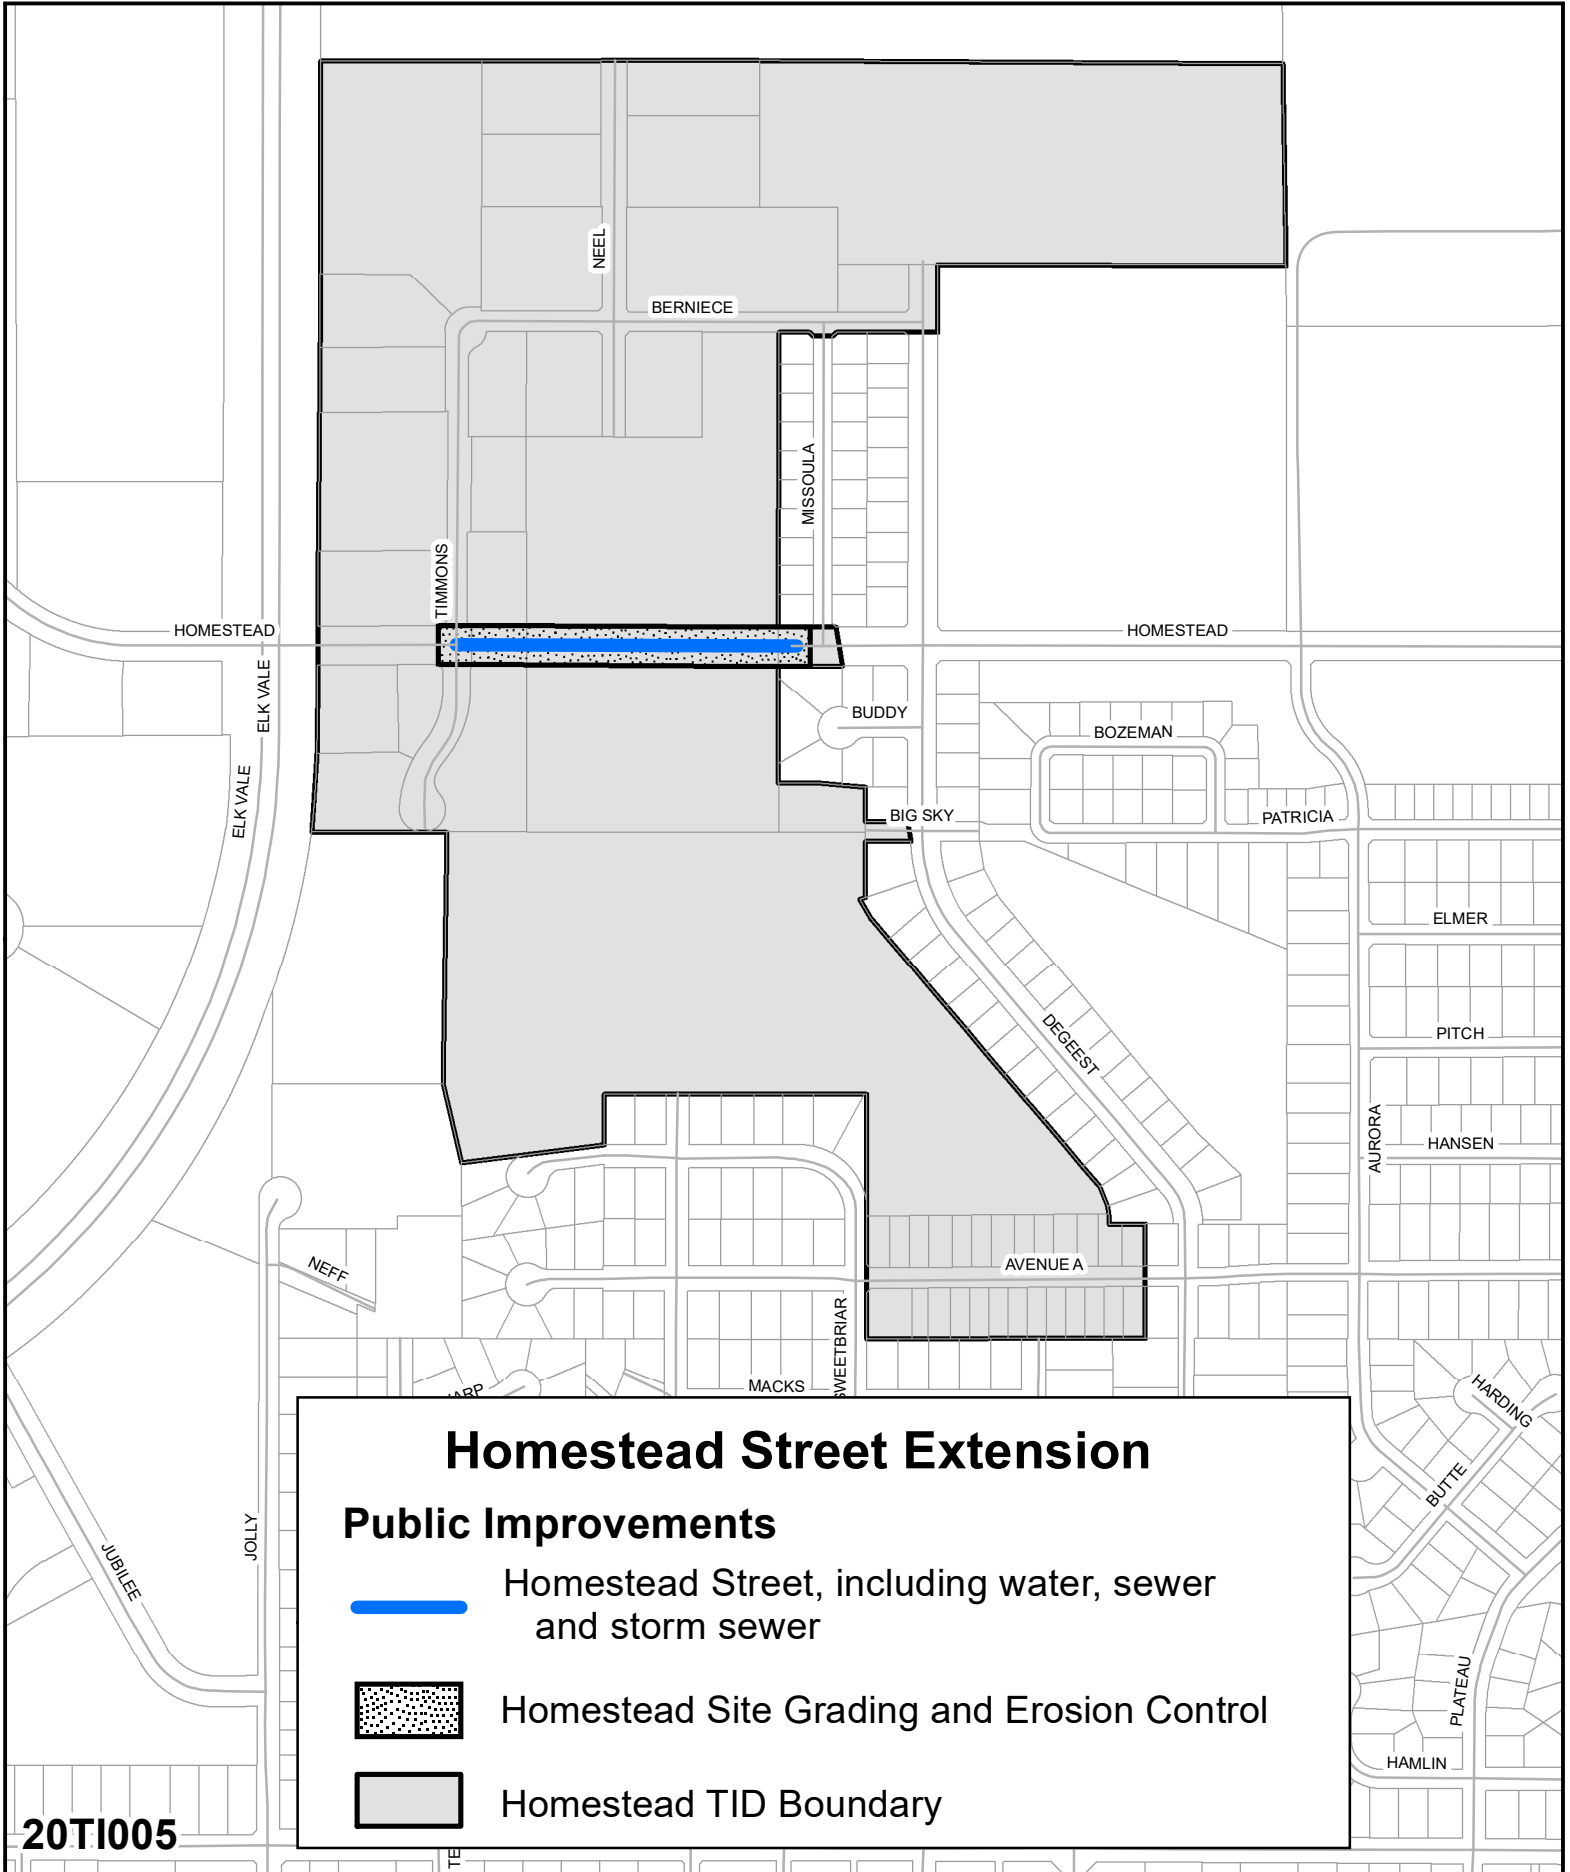 NEEL
BERNIECE
MISSOULA
TIMMONS
HOMESTEAD
HOMESTEAD
ELK VALE
ELK VALE
BUDDY
BOZEMAN
BIG SKY
PATRICIA
ELMER
DEGEEST
PITCH
AURORA
HANSEN
AVENUE A
NEFF
SWEETBRIAR
MACKS
ARP
HARDING
BUTTE
JOLLY
JUBILEE
PLATEAU
HAMLIN
TE
Homestead Street Extension
Public Improvements
Homestead Street, including water, sewer
and storm sewer
Homestead Site Grading and Erosion Control
Homestead TID Boundary
20TI005